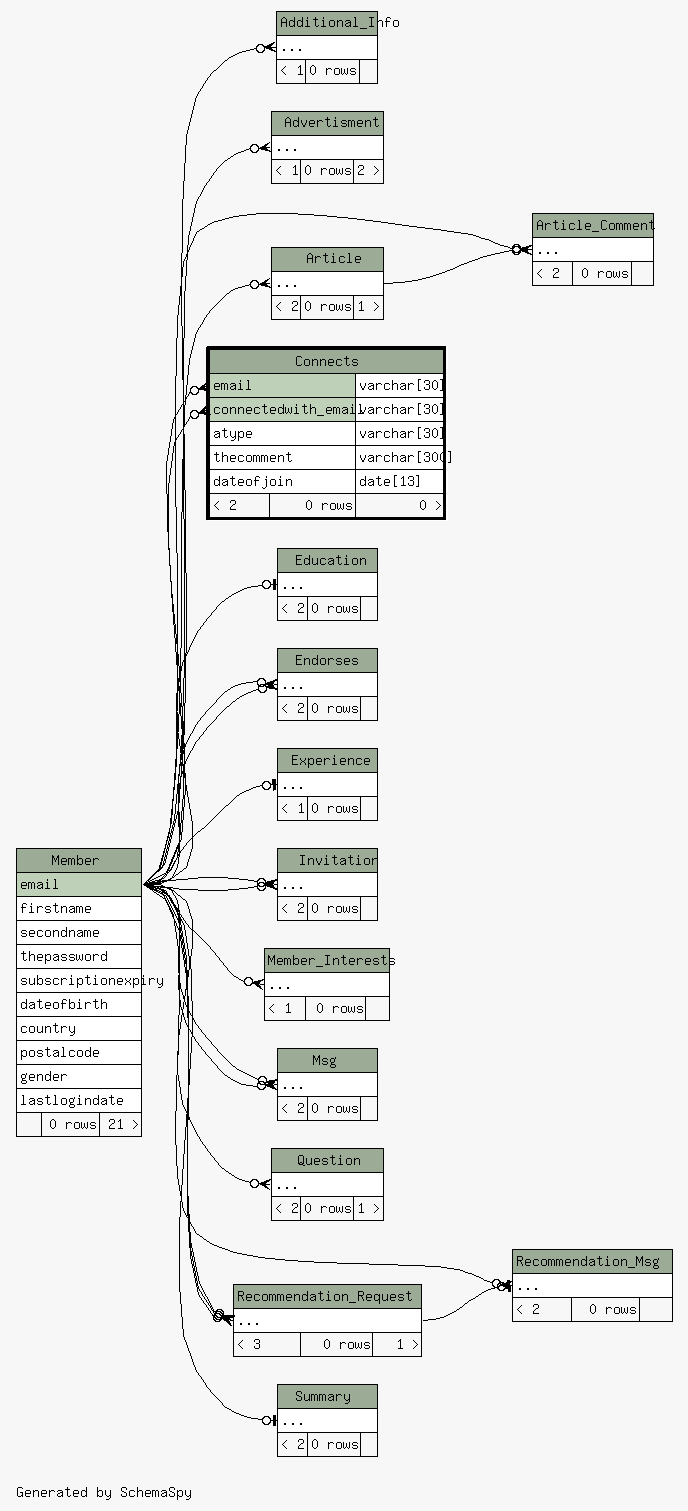 Additional_Info
...
< 1 0 rows
Advertisment
...
< 1 0 rows 2 >
Article_Comment
...
< 2 0 rows
Article
...
< 2 0 rows 1 >
Connects
email varchar[30]
connectedwith_email varchar[30]
atype varchar[30]
thecomment varchar[300]
dateofjoin date[13]
< 2 0 rows 0 >
Education
...
< 2 0 rows
Endorses
...
< 2 0 rows
Experience
...
< 1 0 rows
Member
email
firstname
secondname
thepassword
subscriptionexpiry
dateofbirth
country
postalcode
gender
lastlogindate
0 rows 21 >
Invitation
...
< 2 0 rows
Member_Interests
...
< 1 0 rows
Msg
...
< 2 0 rows
Question
...
< 2 0 rows 1 >
Recommendation_Msg
...
< 2 0 rows
Recommendation_Request
...
< 3 0 rows 1 >
Summary
...
< 2 0 rows
Generated by SchemaSpy